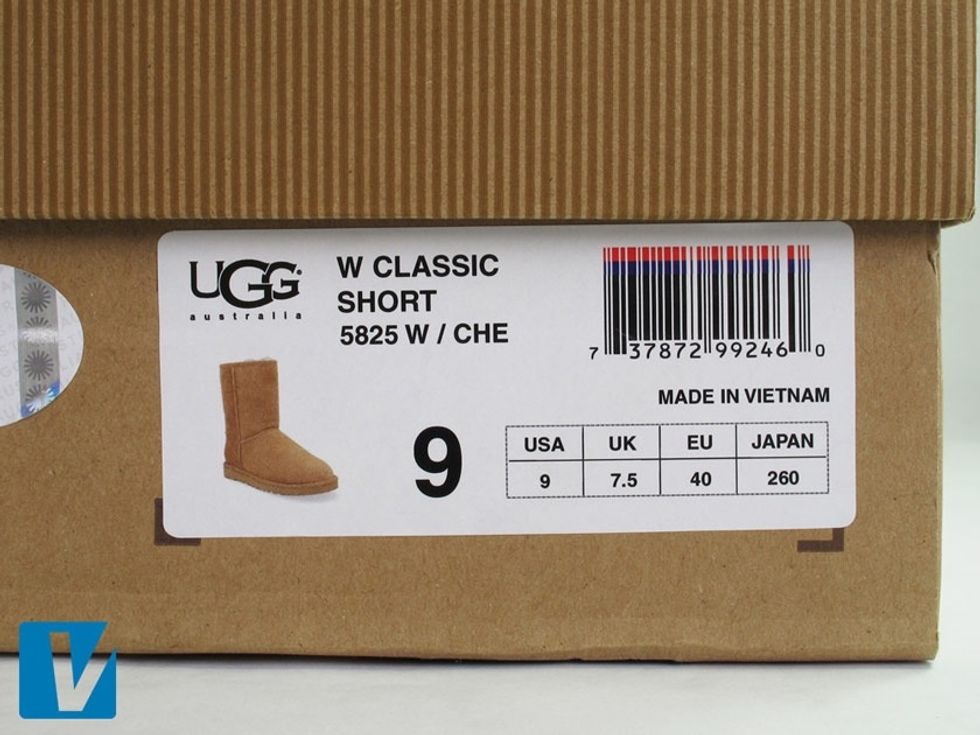 UGG
australia
W CLASSIC
SHORT
5825 W / CHE
7 37872 99246 0
MADE IN VIETNAM
9
USA UK EU JAPAN
9 7.5 40 260
V